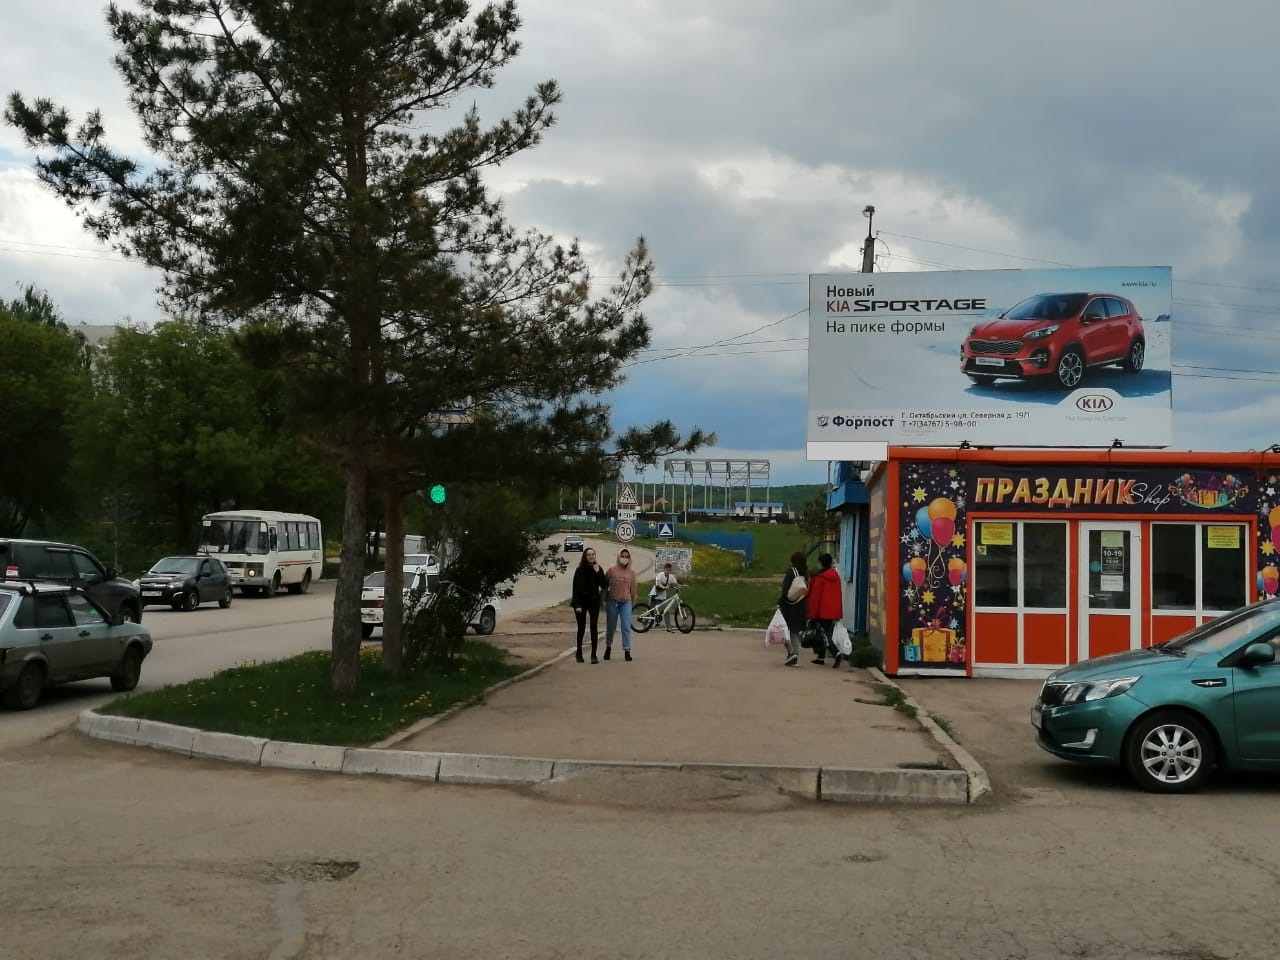 Новый
KIA SPORTAGE
На пике формы
www.kia.ru
KIA
Форпост
Г. Октябрьский ул. Северная д. 19/1
Т +7(34767) 5-98-00
ПРАЗДНИК Shop
10-19
30